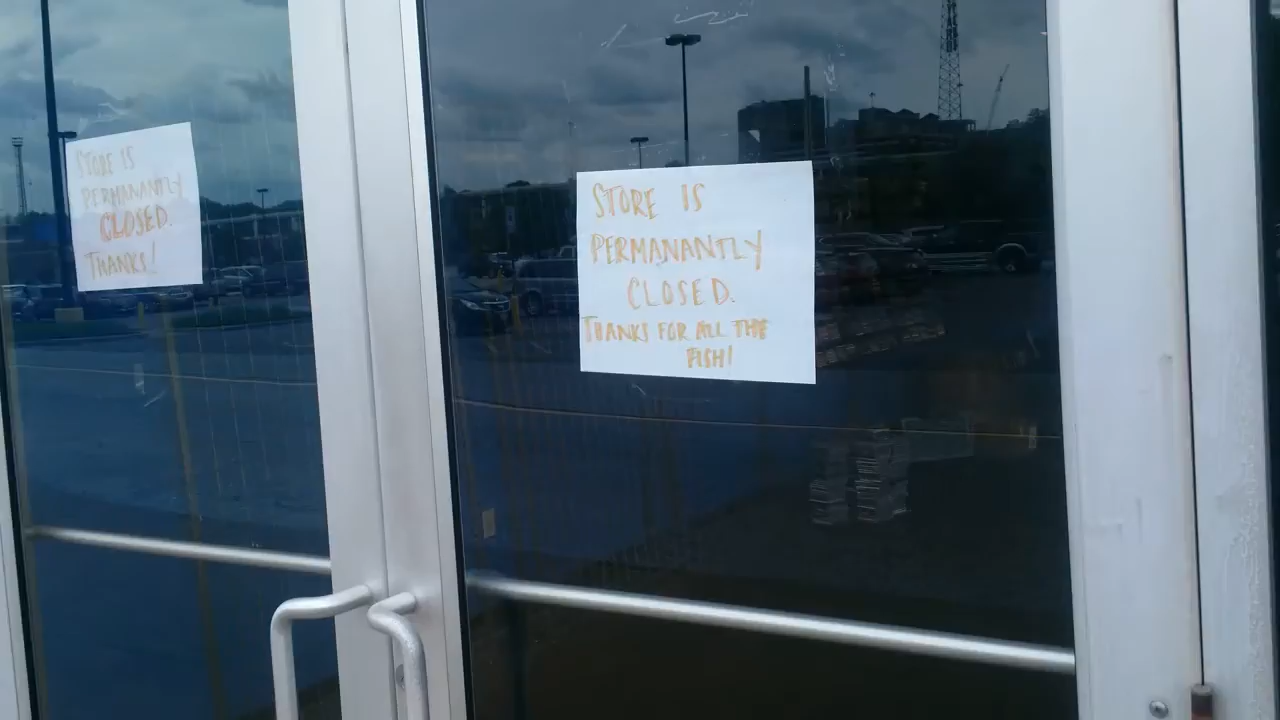 STORE IS
PERMANANTLY
CLOSED.
THANKS!
STORE IS
PERMANANTLY
CLOSED.
THANKS FOR ALL THE
FISH!